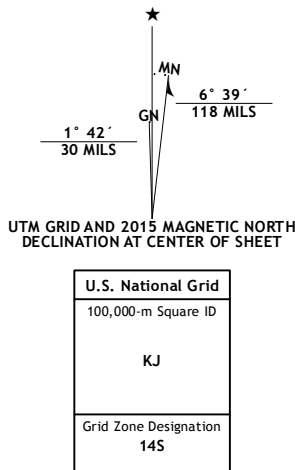 MN
GN
6° 39´
118 MILS
1° 42´
30 MILS
UTM GRID AND 2015 MAGNETIC NORTH
DECLINATION AT CENTER OF SHEET
U.S. National Grid
100,000-m Square ID
KJ
Grid Zone Designation
14S